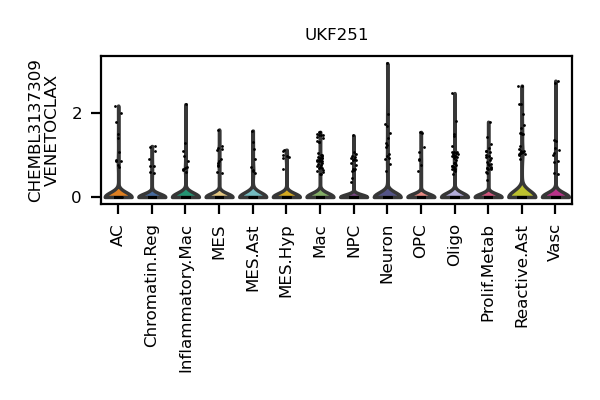 UKF251
CHEMBL3137309
VENETOCLAX
2
0
AC
Chromatin.Reg
Inflammatory.Mac
MES
MES.Ast
MES.Hyp
Mac
NPC
Neuron
OPC
Oligo
Prolif.Metab
Reactive.Ast
Vasc